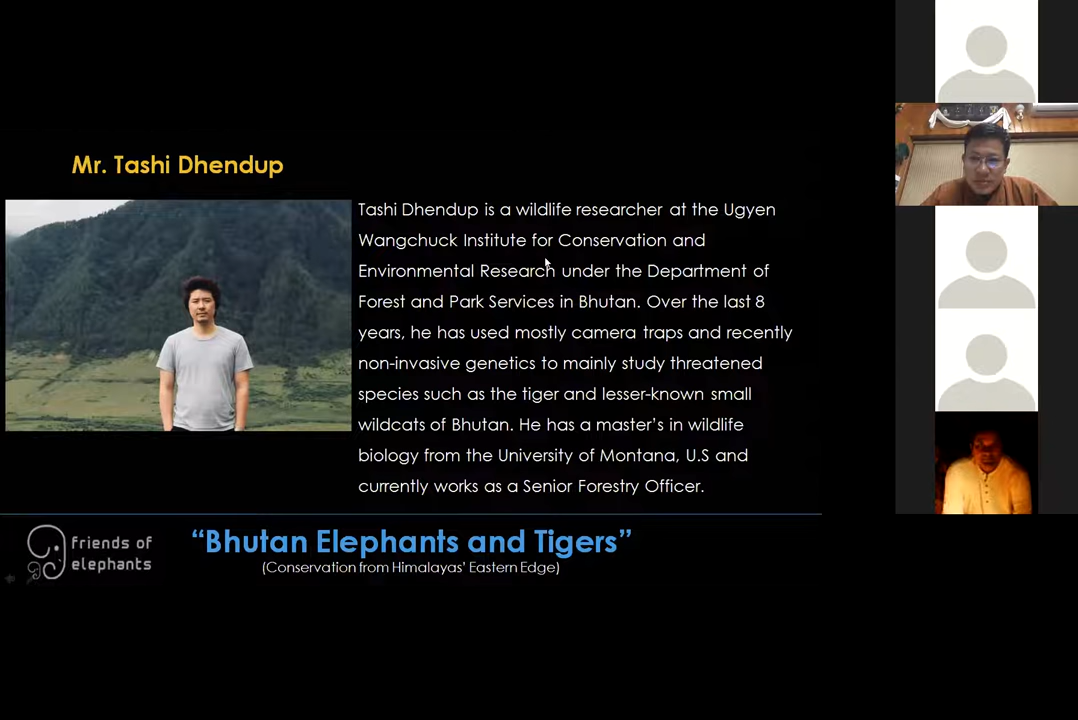 Mr. Tashi Dhendup
Tashi Dhendup is a wildlife researcher at the Ugyen
Wangchuck Institute for Conservation and
Environmental Research under the Department of
Forest and Park Services in Bhutan. Over the last 8
years, he has used mostly camera traps and recently
non-invasive genetics to mainly study threatened
species such as the tiger and lesser-known small
wildcats of Bhutan. He has a master's in wildlife
biology from the University of Montana, U.S and
currently works as a Senior Forestry Officer.
friends of
elephants
“Bhutan Elephants and Tigers”
(Conservation from Himalayas’ Eastern Edge)